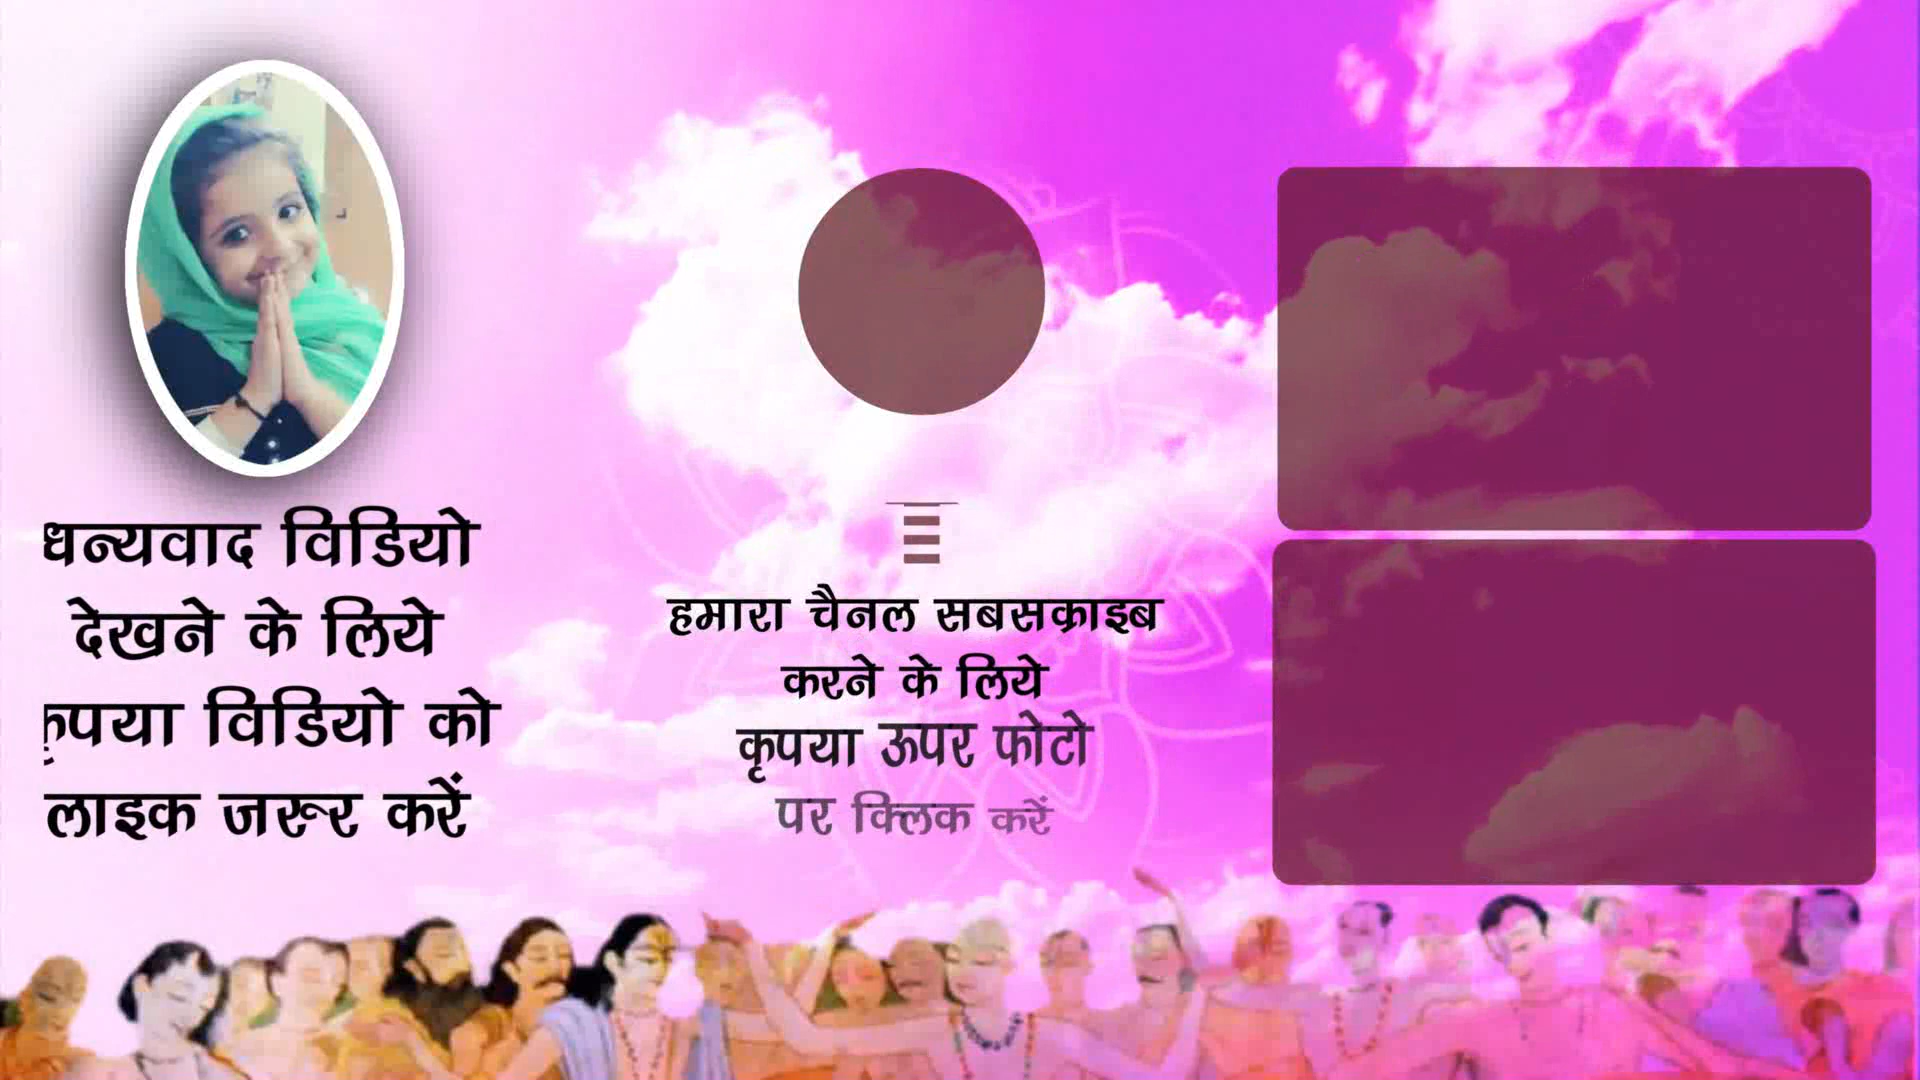 धन्यवाद विडियो
देखने के लिये
कृपया विडियो को
लाइक जरूर करें
हमारा चैनल सबसक्राइब
करने के लिये
कृपया ऊपर फोटो
पर क्लिक करें